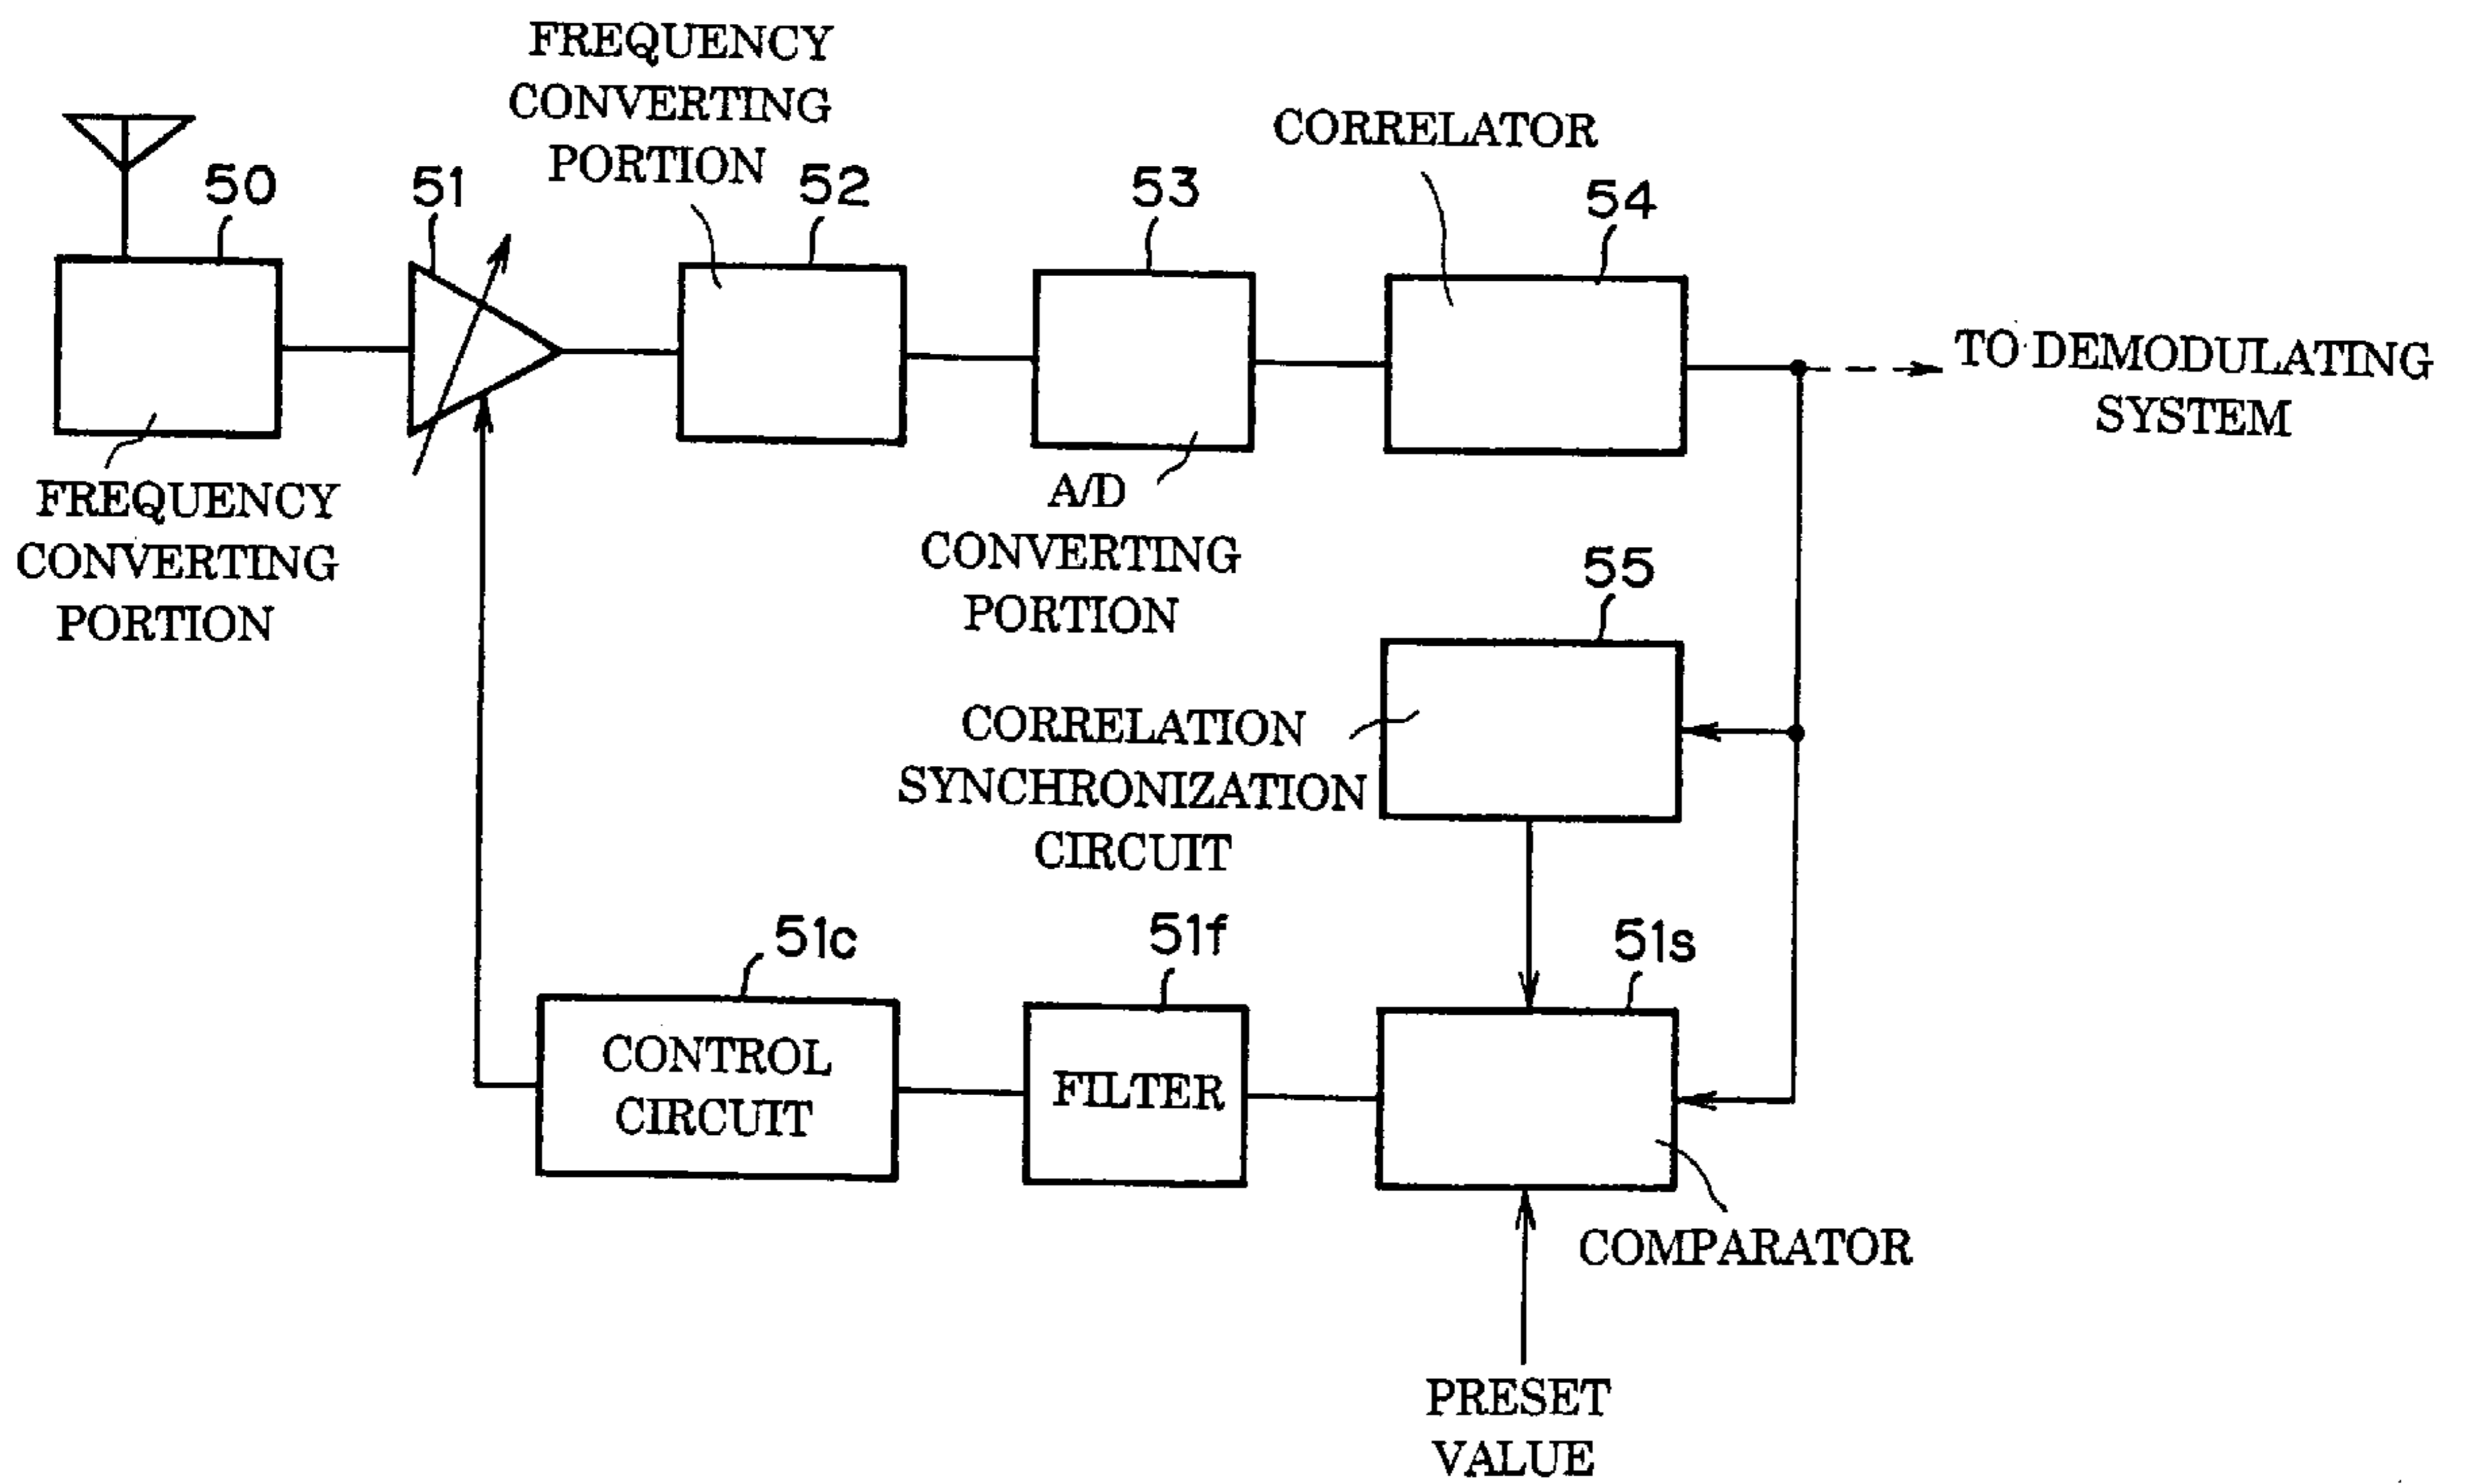 FREQUENCY
CONVERTING
PORTION
CORRELATOR
50
51
52
53
54
TO DEMODULATING
SYSTEM
FREQUENCY
CONVERTING
PORTION
A/D
CONVERTING
PORTION
55
CORRELATION
SYNCHRONIZATION
CIRCUIT
51c
51f
51s
CONTROL
CIRCUIT
FILTER
COMPARATOR
PRESET
VALUE